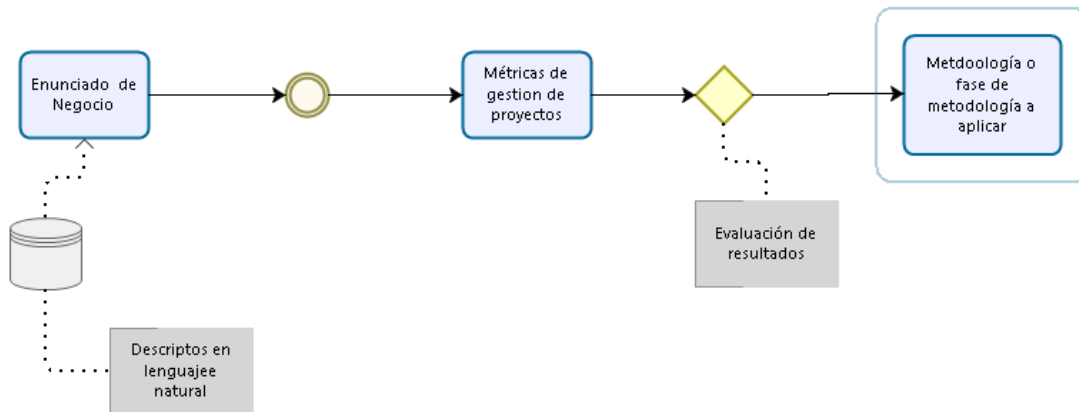 Enunciado de
Negocio
Métricas de
gestion de
proyectos
Metdoología o
fase de
metodología a
aplicar
Evaluación de
resultados
Descriptos en
lenguajee
natural